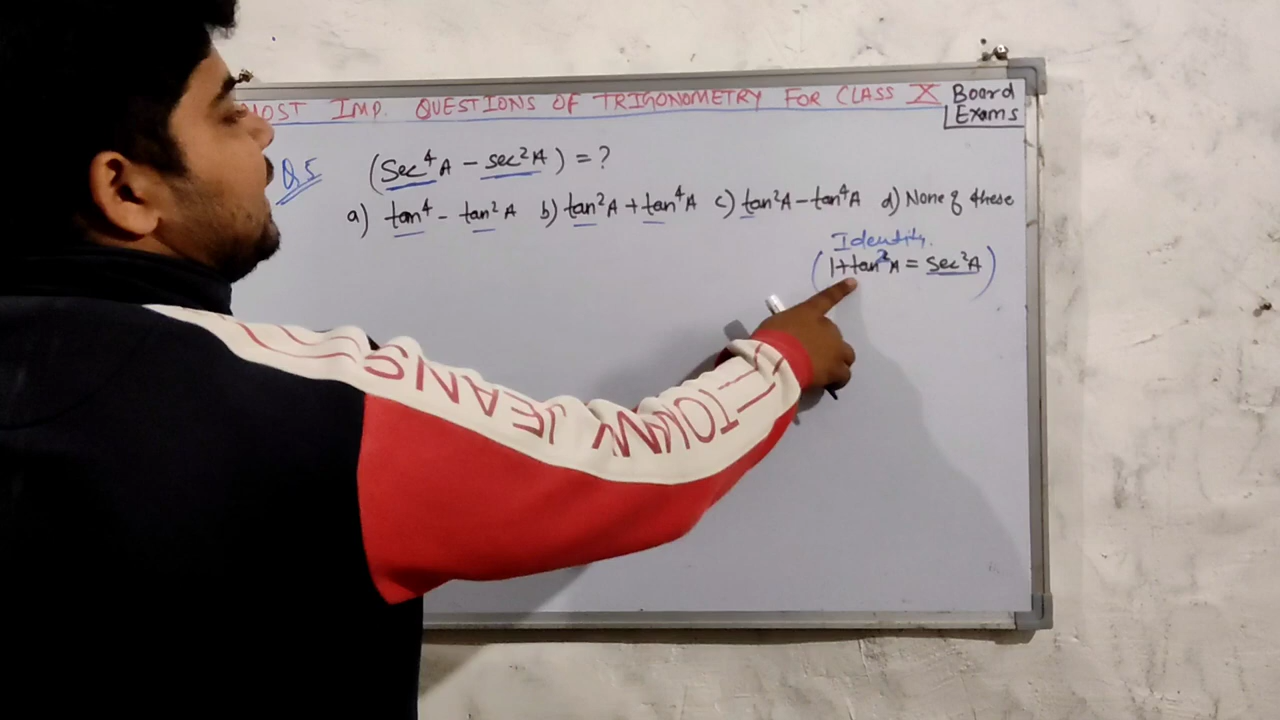 MOST IMP. QUESTIONS OF TRIGONOMETRY FOR CLASS X Board Exams
Q5 (Sec⁴A - sec²A) = ?
a) tan⁴ - tan²A b) tan²A + tan⁴A c) tan²A - tan⁴A d) None of these
Identity.
(1+tan²A = sec²A)
TOMMY JEANS